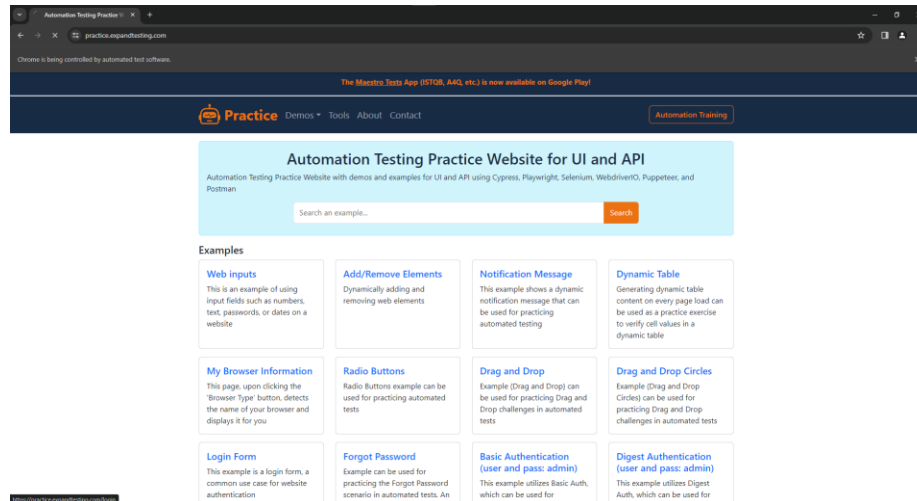 Automation Testing Practice W
practice.expandtesting.com
Chrome is being controlled by automated test software.
The Maestro Tests App (ISTQB, A4Q, etc.) is now available on Google Play!
Practice Demos Tools About Contact
Automation Training
Automation Testing Practice Website for UI and API
Automation Testing Practice Website with demos and examples for UI and API using Cypress, Playwright, Selenium, WebdriverIO, Puppeteer, and
Postman
Search an example...
Search
Examples
Web inputs
This is an example of using
input fields such as numbers,
text, passwords, or dates on a
website
Add/Remove Elements
Dynamically adding and
removing web elements
Notification Message
This example shows a dynamic
notification message that can
be used for practicing
automated testing
Dynamic Table
Generating dynamic table
content on every page load can
be used as a practice exercise
to verify cell values in a
dynamic table
My Browser Information
This page, upon clicking the
'Browser Type' button, detects
the name of your browser and
displays it for you
Radio Buttons
Radio Buttons example can be
used for practicing automated
tests
Drag and Drop
Example (Drag and Drop) can
be used for practicing Drag and
Drop challenges in automated
tests
Drag and Drop Circles
Example (Drag and Drop
Circles) can be used for
practicing Drag and Drop
challenges in automated tests
Login Form
This example is a login form, a
common use case for website
authentication
Forgot Password
Example can be used for
practicing the Forgot Password
scenario in automated tests. An
Basic Authentication
(user and pass: admin)
This example utilizes Basic Auth,
which can be used for
Digest Authentication
(user and pass: admin)
This example utilizes Digest
Auth, which can be used for
https://practice.expandtesting.com/login